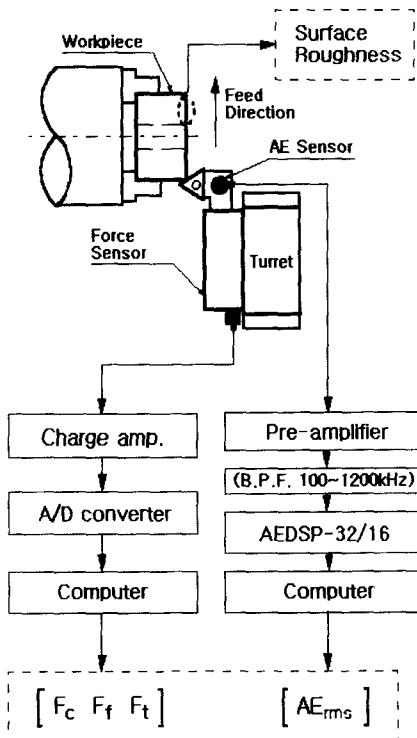 Surface
Roughness
Workpiece
Feed
Direction
AE Sensor
Force
Sensor
Turret
Charge amp.
Pre-amplifier
(B.P.F. 100~1200kHz)
A/D converter
AEDSP-32/16
Computer
Computer
[ Fc Ff Ft ]
[ AErms ]